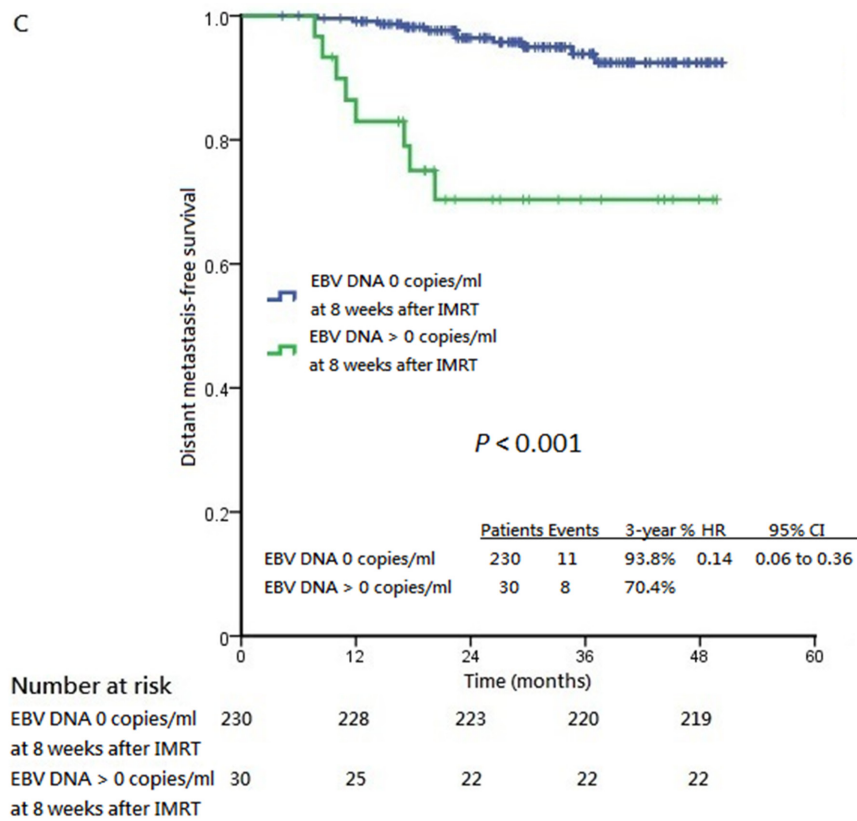 C
1.0
0.8
0.6
0.4
0.2
0
Distant metastasis-free survival
EBV DNA 0 copies/ml
at 8 weeks after IMRT
EBV DNA > 0 copies/ml
at 8 weeks after IMRT
P < 0.001
Patients Events 3-year % HR 95% CI
EBV DNA 0 copies/ml 230 11 93.8% 0.14 0.06 to 0.36
EBV DNA > 0 copies/ml 30 8 70.4%
0 12 24 36 48 60
Time (months)
Number at risk
EBV DNA 0 copies/ml 230 228 223 220 219
at 8 weeks after IMRT
EBV DNA > 0 copies/ml 30 25 22 22 22
at 8 weeks after IMRT